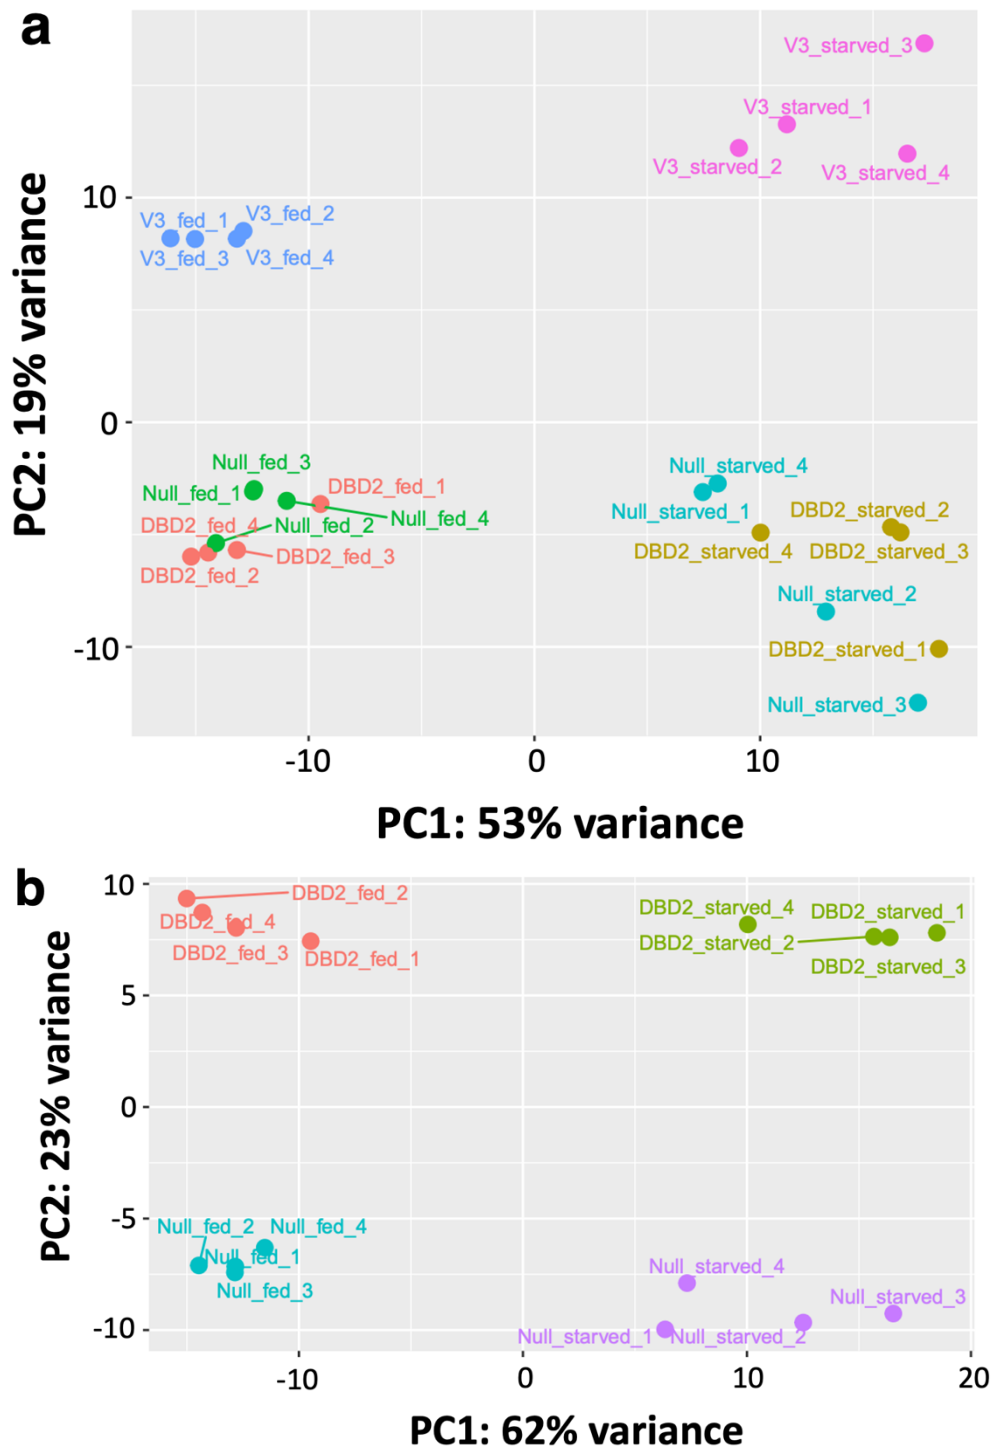 a
V3_starved_3
V3_starved_1
V3_starved_2
V3_starved_4
10
V3_fed_1
V3_fed_2
V3_fed_3
V3_fed_4
PC2: 19% variance
0
Null_fed_3
Null_starved_4
Null_fed_1
DBD2_fed_1
Null_starved_1
DBD2_starved_2
DBD2_fed_4
Null_fed_2
Null_fed_4
DBD2_fed_3
DBD2_starved_4
DBD2_starved_3
DBD2_fed_2
Null_starved_2
-10
DBD2_starved_1
Null_starved_3
-10
0
10
PC1: 53% variance
b
10
DBD2_fed_2
DBD2_starved_4
DBD2_starved_1
DBD2_fed_4
DBD2_starved_2
DBD2_fed_3
DBD2_fed_1
DBD2_starved_3
5
PC2: 23% variance
0
-5
Null_fed_2
Null_fed_4
Null_fed_1
Null_starved_4
Null_fed_3
Null_starved_3
-10
Null_starved_1
Null_starved_2
-10
0
10
20
PC1: 62% variance